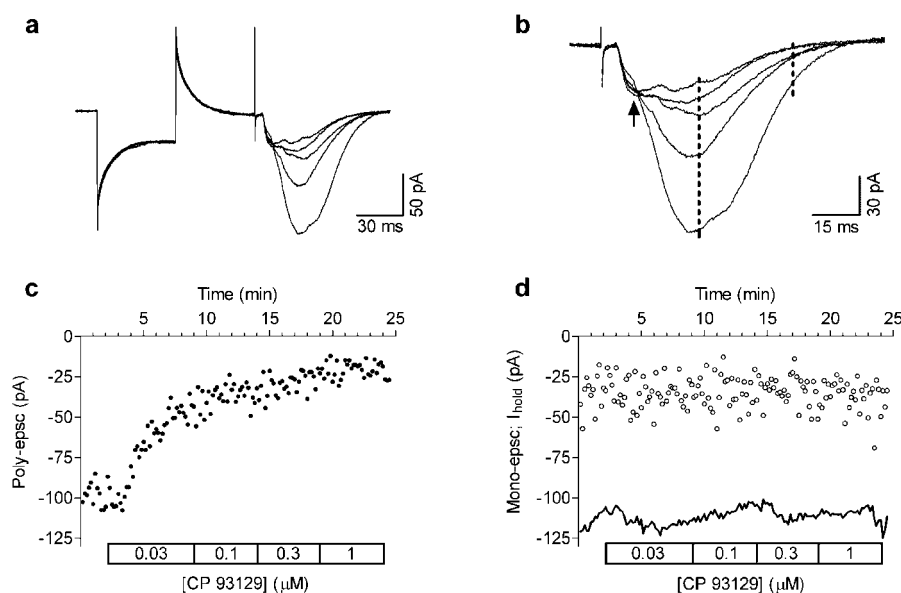 a
50 pA
30 ms
b
30 pA
15 ms
c
Time (min)
5 10 15 20 25
0
-25
-50
-75
-100
-125
Poly-epsc (pA)
0.03 0.1 0.3 1
[CP 93129] (μM)
d
Time (min)
5 10 15 20 25
0
-25
-50
-75
-100
-125
Mono-epsc; Ihold (pA)
0.03 0.1 0.3 1
[CP 93129] (μM)